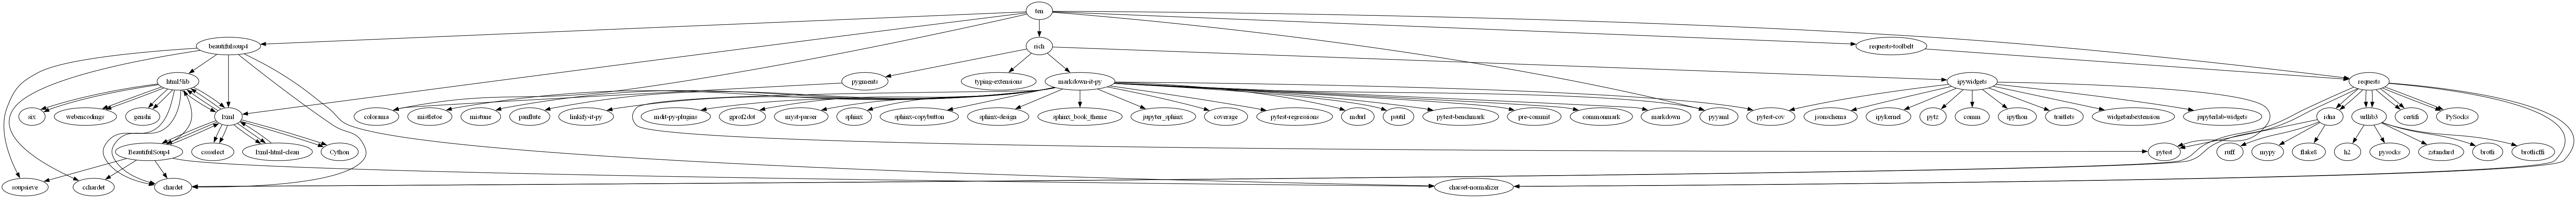 tm
beautifulsoup4
rich
requests-toolbelt
html5lib
pygments
typing-extensions
markdown-it-py
ipywidgets
requests
six
webencodings
genshi
lxml
colorama
mistletoe
mistune
panflute
linkify-it-py
mdit-py-plugins
gprof2dot
myst-parser
sphinx
sphinx-copybutton
sphinx-design
sphinx_book_theme
jupyter_sphinx
coverage
pytest-regressions
mdurl
psutil
pytest-benchmark
pre-commit
commonmark
markdown
pyyaml
pytest-cov
jsonschema
ipykernel
pytz
comm
ipython
traitlets
widgetsnbextension
jupyterlab-widgets
idna
urllib3
certifi
PySocks
BeautifulSoup4
cssselect
lxml-html-clean
Cython
pytest
ruff
mypy
flake8
h2
pysocks
zstandard
brotli
brotlicffi
soupsieve
cchardet
chardet
charset-normalizer